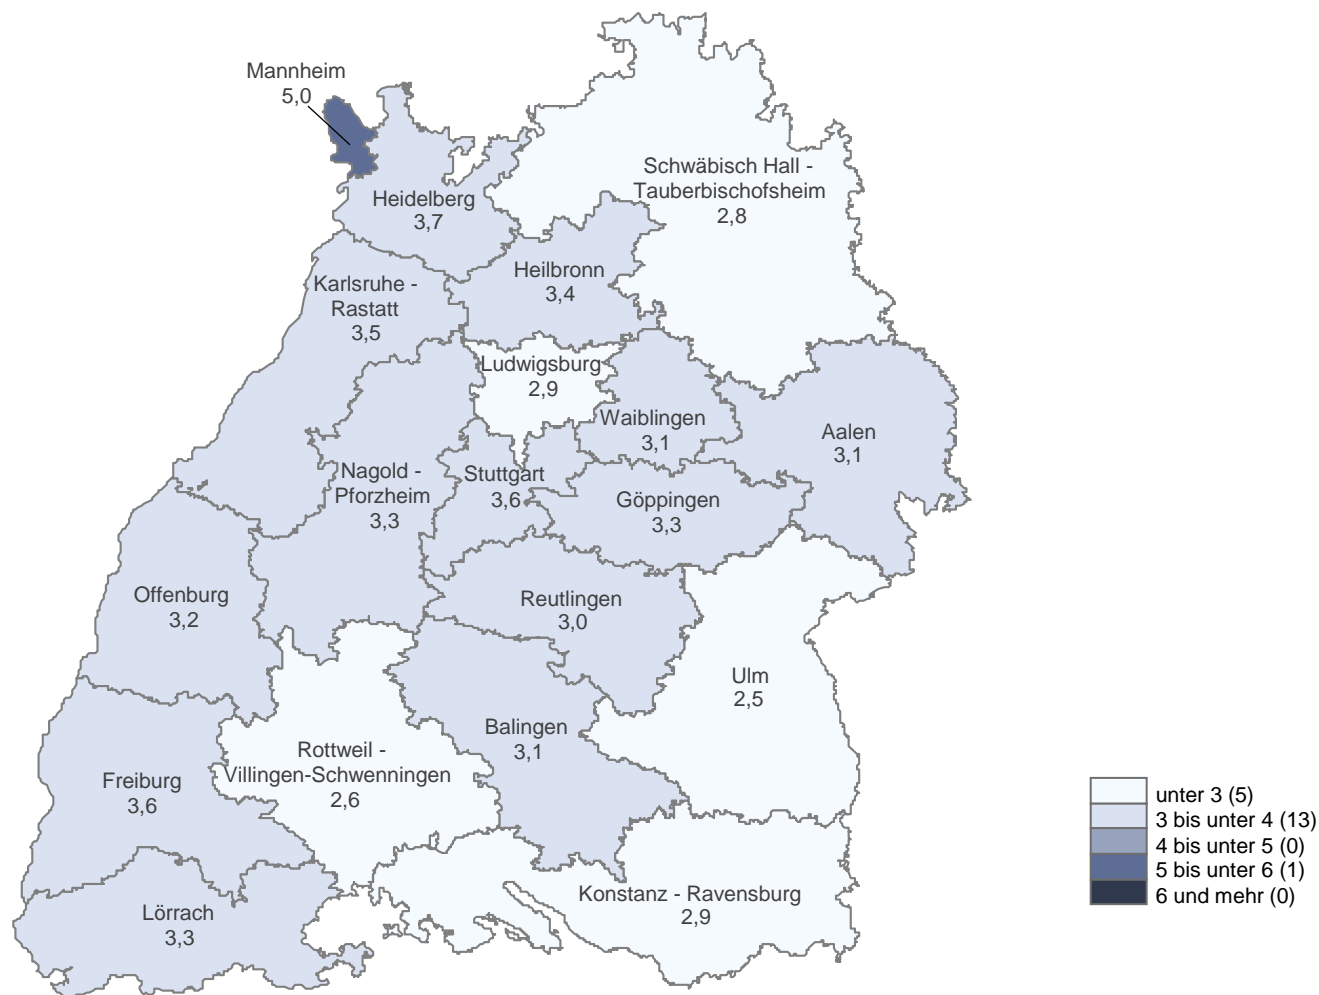 Mannheim
5,0
Schwäbisch Hall -
Tauberbischofsheim
2,8
Heidelberg
3,7
Heilbronn
3,4
Karlsruhe -
Rastatt
3,5
Ludwigsburg
2,9
Waiblingen
3,1
Aalen
3,1
Nagold -
Pforzheim
3,3
Stuttgart
3,6
Göppingen
3,3
Offenburg
3,2
Reutlingen
3,0
Ulm
2,5
Balingen
3,1
Rottweil -
Villingen-Schwenningen
2,6
Freiburg
3,6
Konstanz - Ravensburg
2,9
Lörrach
3,3
unter 3 (5)
3 bis unter 4 (13)
4 bis unter 5 (0)
5 bis unter 6 (1)
6 und mehr (0)